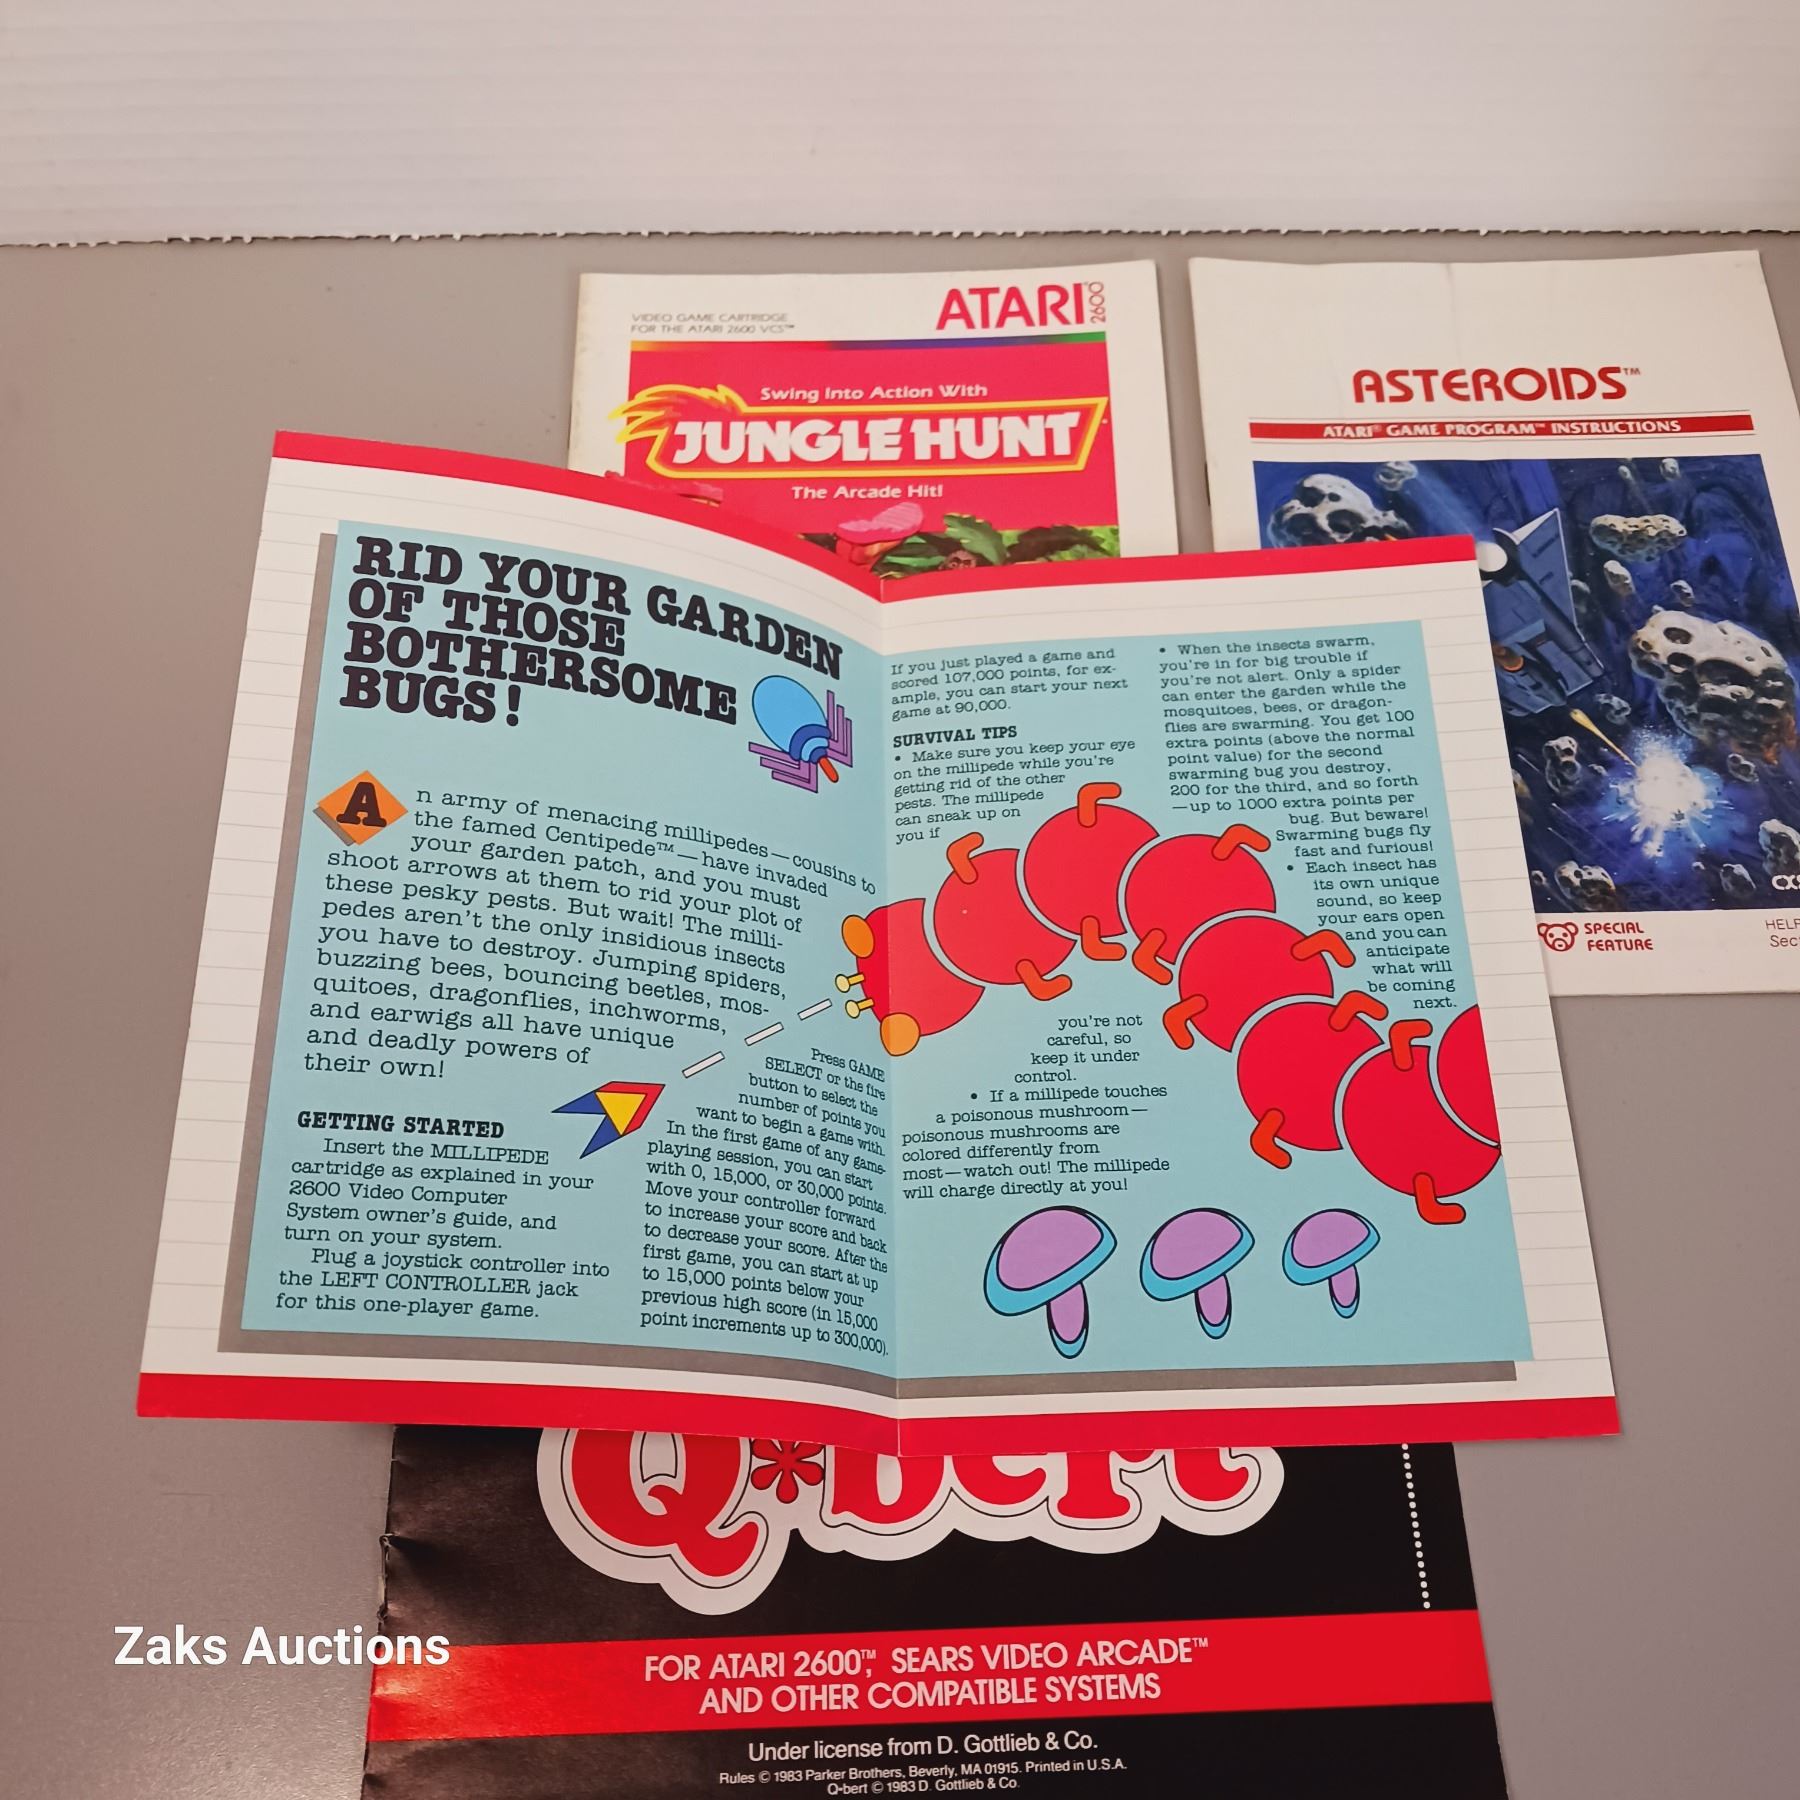 VIDEO GAME CARTRIDGE
FOR THE ATARI 2600 VCS™
ATARI®
2600
Swing Into Action With
JUNGLE HUNT
The Arcade Hit!
ASTEROIDS™
ATARI® GAME PROGRAM™ INSTRUCTIONS
SPECIAL
FEATURE
RID YOUR GARDEN
OF THOSE
BOTHERSOME
BUGS!
An army of menacing millipedes—cousins to
the famed Centipede™—have invaded
your garden patch, and you must
shoot arrows at them to rid your plot of
these pesky pests. But wait! The milli-
pedes aren't the only insidious insects
you have to destroy. Jumping spiders,
buzzing bees, bouncing beetles, mos-
quitoes, dragonflies, inchworms,
and earwigs all have unique
and deadly powers of
their own!
GETTING STARTED
Insert the MILLIPEDE
cartridge as explained in your
2600 Video Computer
System owner's guide, and
turn on your system.
Plug a joystick controller into
the LEFT CONTROLLER jack
for this one-player game.
Press GAME
SELECT or the fire
button to select the
number of points you
want to begin a game with.
In the first game of any game-
playing session, you can start
with 0, 15,000, or 30,000 points.
Move your controller forward
to increase your score and back
to decrease your score. After the
first game, you can start at up
to 15,000 points below your
previous high score (in 15,000
point increments up to 300,000).
If you just played a game and
scored 107,000 points, for ex-
ample, you can start your next
game at 90,000.
SURVIVAL TIPS
• Make sure you keep your eye
on the millipede while you're
getting rid of the other
pests. The millipede
can sneak up on
you if
you're not
careful, so
keep it under
control.
• If a millipede touches
a poisonous mushroom—
poisonous mushrooms are
colored differently from
most—watch out! The millipede
will charge directly at you!
• When the insects swarm,
you're in for big trouble if
you're not alert. Only a spider
can enter the garden while the
mosquitoes, bees, or dragon-
flies are swarming. You get 100
extra points (above the normal
point value) for the second
swarming bug you destroy,
200 for the third, and so forth
—up to 1000 extra points per
bug. But beware!
Swarming bugs fly
fast and furious!
• Each insect has
its own unique
sound, so keep
your ears open
and you can
anticipate
what will
be coming
next.
Q*bert
FOR ATARI 2600™, SEARS VIDEO ARCADE™
AND OTHER COMPATIBLE SYSTEMS
Under license from D. Gottlieb & Co.
Rules © 1983 Parker Brothers, Beverly, MA 01915. Printed in U.S.A.
Q*bert © 1983 D. Gottlieb & Co.
Zaks Auctions